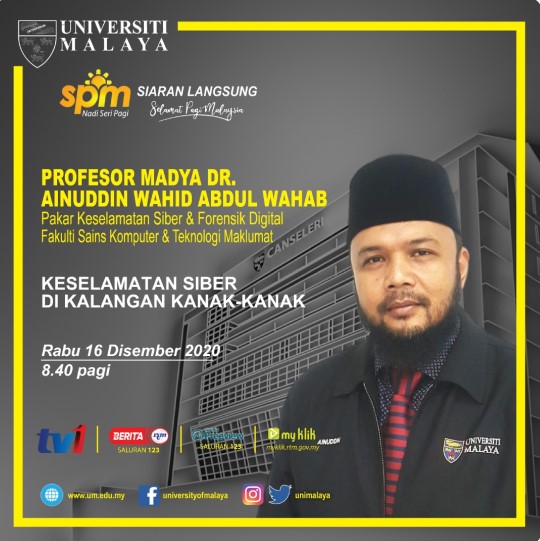 UNIVERSITI
MALAYA
spm
Nadi Seri Pagi
SIARAN LANGSUNG
Selamat Pagi Malaysia
PROFESOR MADYA DR.
AINUDDIN WAHID ABDUL WAHAB
Pakar Keselamatan Siber & Forensik Digital
Fakulti Sains Komputer & Teknologi Maklumat
CANSELERI
KESELAMATAN SIBER
DI KALANGAN KANAK-KANAK
Rabu 16 Disember 2020
8.40 pagi
tv1
BERITA rtm
SALURAN 123
SALURAN 123
my klik
myklik.rtm.gov.my
AINUDDIN
UNIVERSITI
MALAYA
www.um.edu.my
universityofmalaya
unimalaya